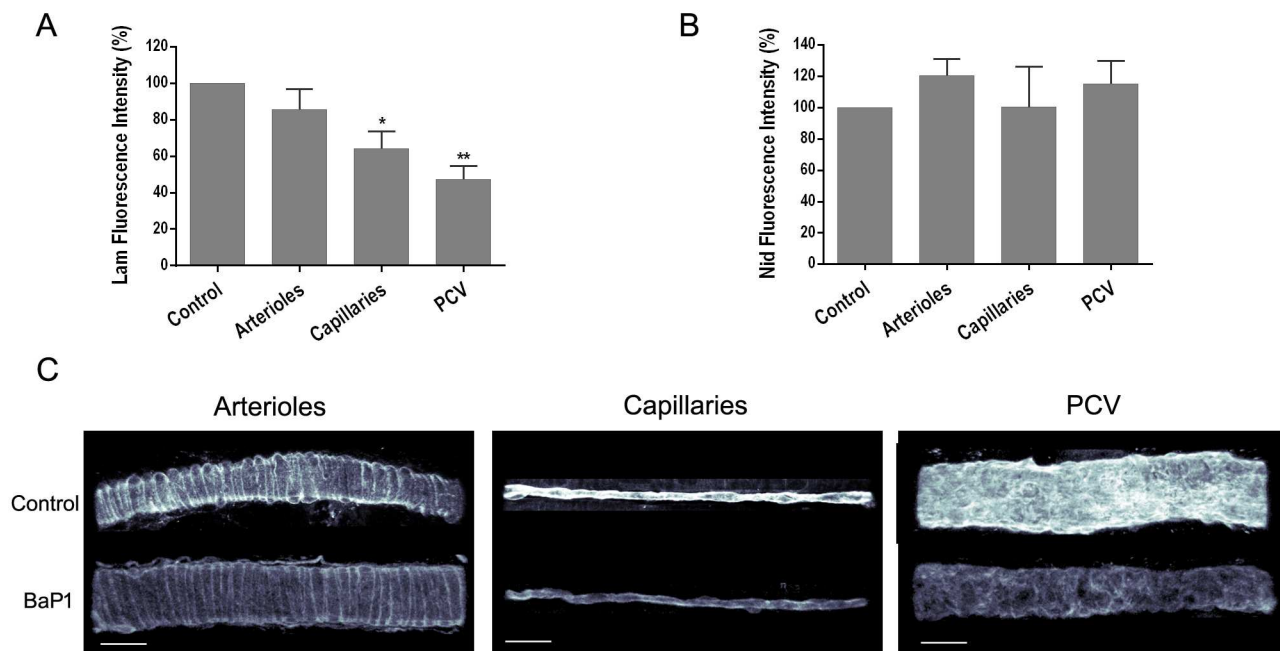 A
Lam Fluorescence Intensity (%)
120
100
80
60
40
20
0
*
**
Control
Arterioles
Capillaries
PCV
B
Nid Fluorescence Intensity (%)
140
120
100
80
60
40
20
0
Control
Arterioles
Capillaries
PCV
C
Arterioles
Capillaries
PCV
Control
BaP1